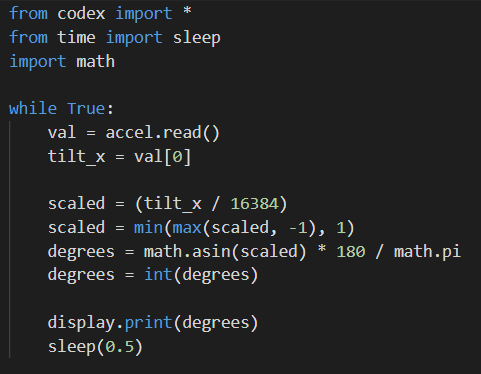 from codex import *
from time import sleep
import math

while True:
    val = accel.read()
    tilt_x = val[0]

    scaled = (tilt_x / 16384)
    scaled = min(max(scaled, -1), 1)
    degrees = math.asin(scaled) * 180 / math.pi
    degrees = int(degrees)

    display.print(degrees)
    sleep(0.5)